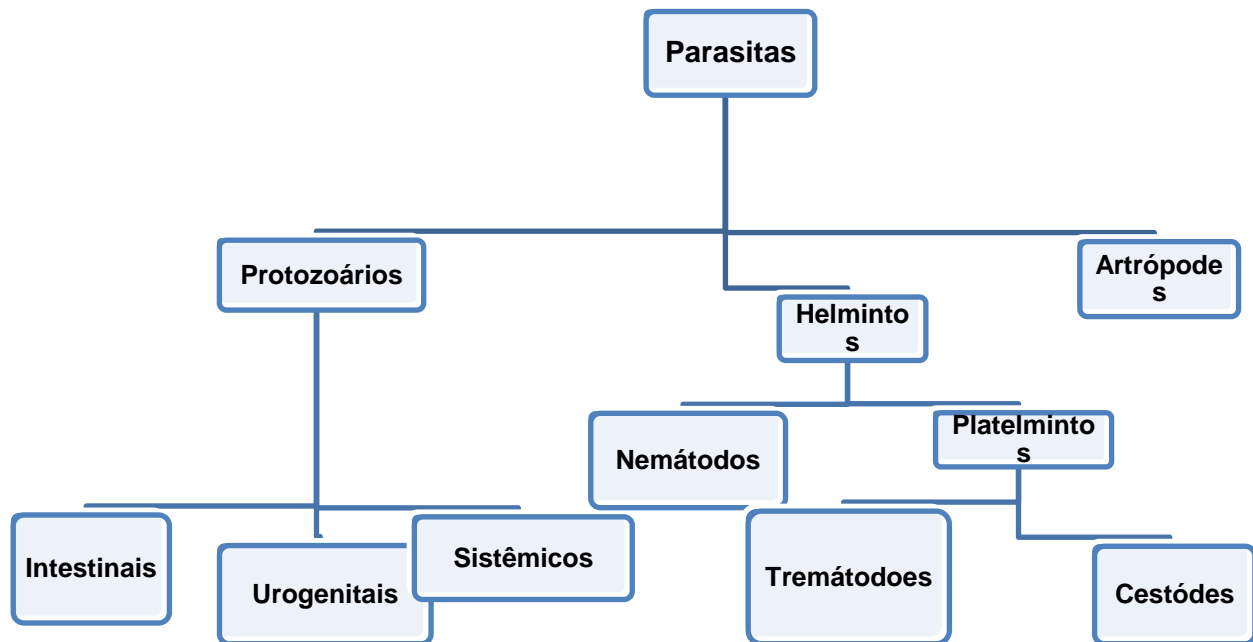 Parasitas
Protozoários
Artrópode
s
Helminto
s
Nemátodos
Platelminto
s
Intestinais
Urogenitais
Sistêmicos
Tremátodoes
Cestódes